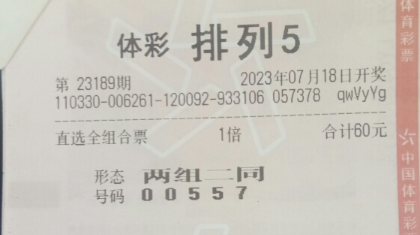 体彩 排列5
第 23189期 2023年07月18日开奖
110330-006261-120092-933106 057378 qwVyYg
直选全组合票 1倍 合计60元
形态 两组二同
号码 0 0 5 5 7
体育彩票
中国体育彩